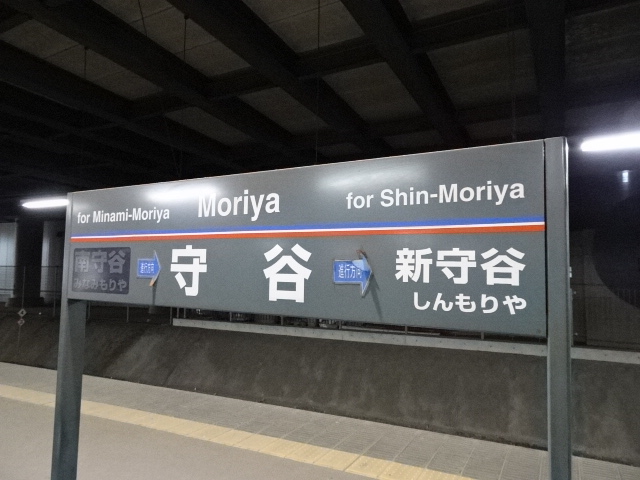 for Minami-Moriya
Moriya
for Shin-Moriya
南守谷
みなみもりや
進行方向
守谷
進行方向
新守谷
しんもりや